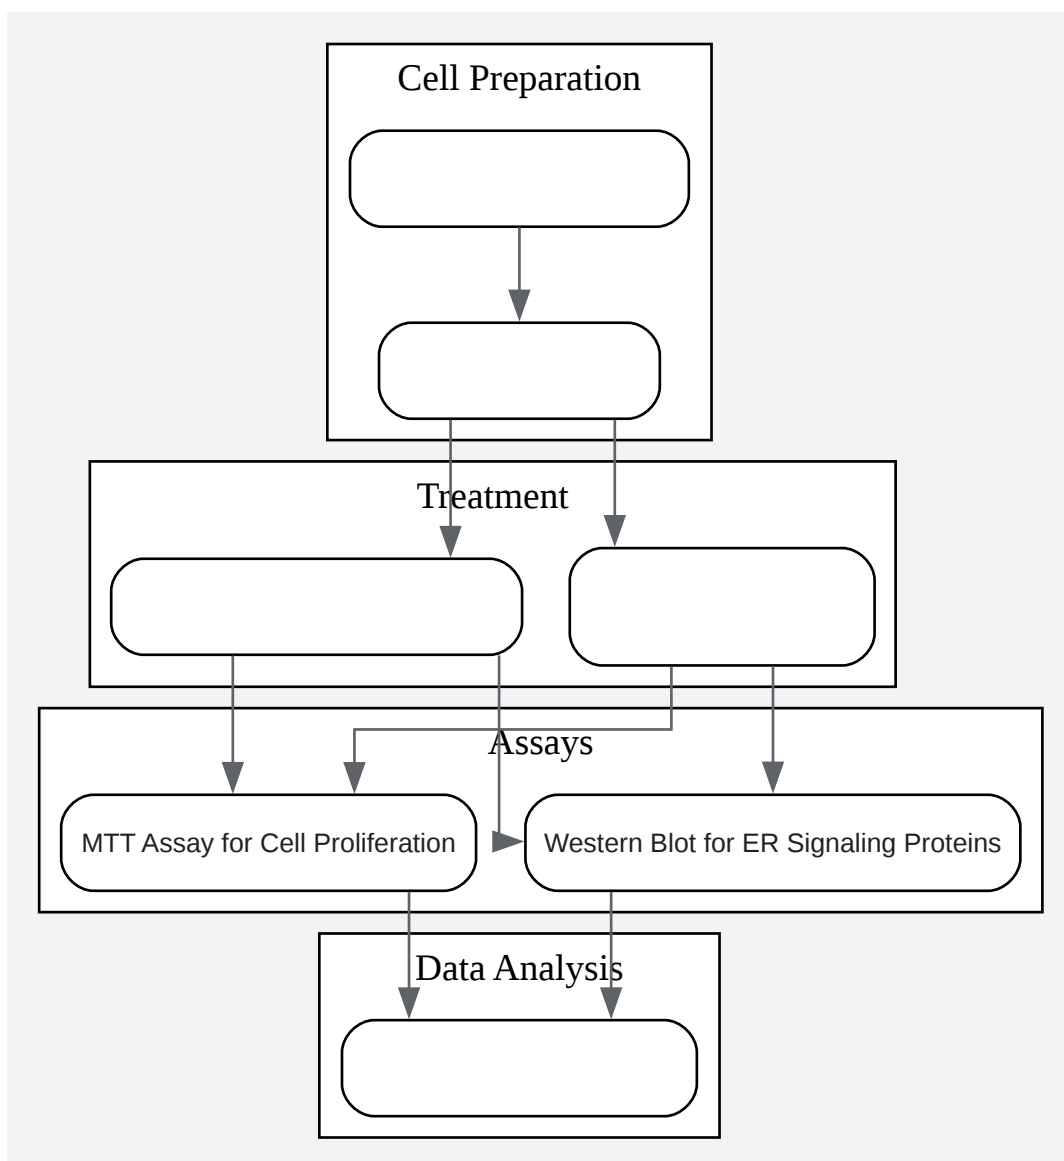 Cell Preparation
Treatment
Assays
MTT Assay for Cell Proliferation
Western Blot for ER Signaling Proteins
Data Analysis